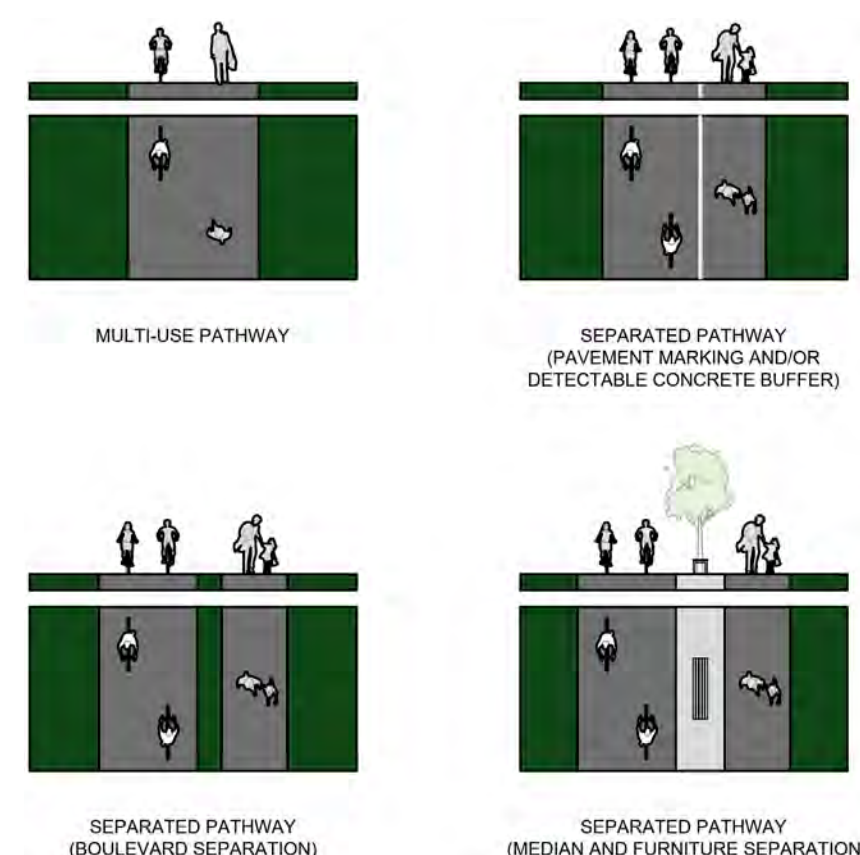 MULTI-USE PATHWAY
SEPARATED PATHWAY
(PAVEMENT MARKING AND/OR
DETECTABLE CONCRETE BUFFER)
SEPARATED PATHWAY
(BOULEVARD SEPARATION)
SEPARATED PATHWAY
(MEDIAN AND FURNITURE SEPARATION